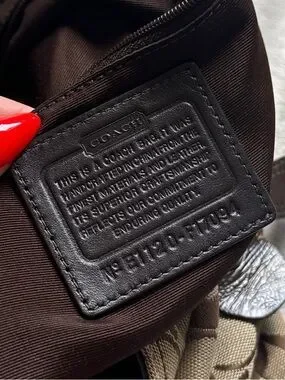 COACH
THIS IS A COACH BAG. IT WAS
HANDCRAFTED IN CHINA FROM THE
FINEST MATERIALS AND LEATHER.
ITS SUPERIOR CRAFTSMANSHIP
REFLECTS OUR COMMITMENT TO
ENDURING QUALITY.
Nº E1120-F17094